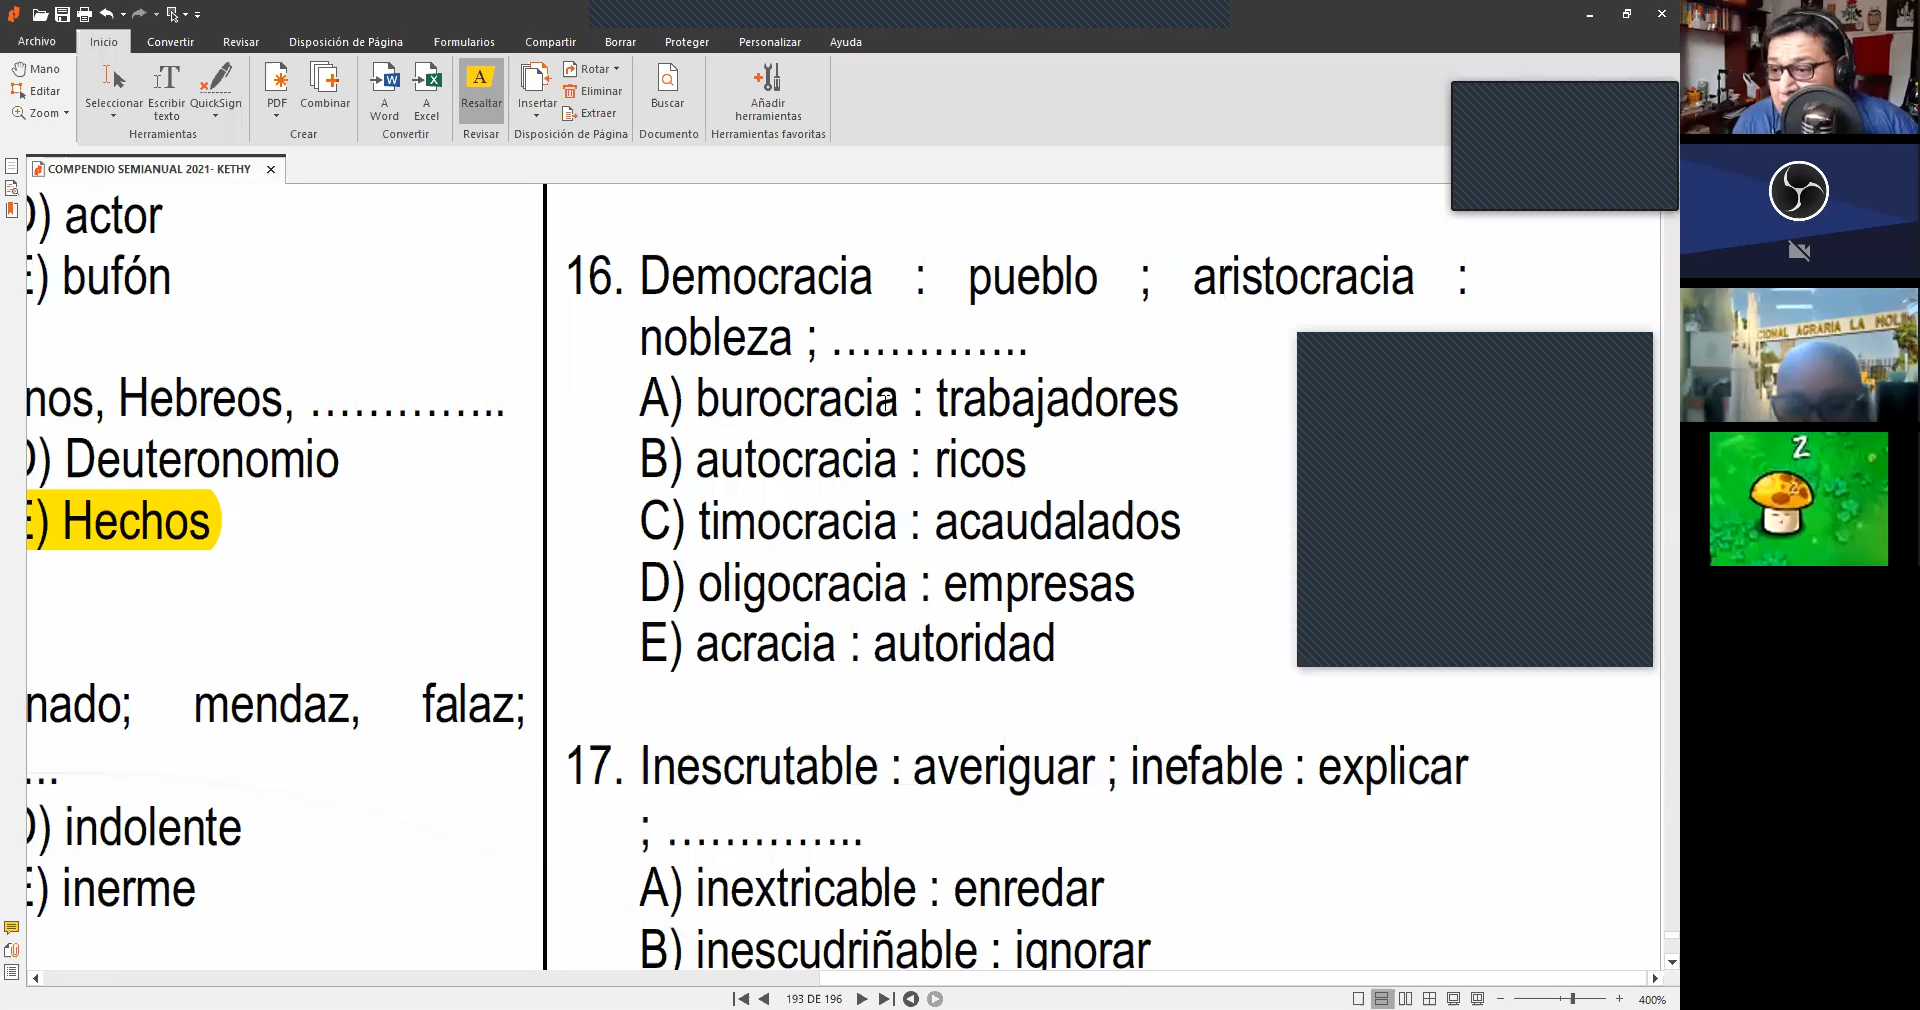 Archivo Inicio Convertir Revisar Disposición de Página Formularios Compartir Borrar Proteger Personalizar Ayuda
Mano
Editar
Zoom
Seleccionar
Escribir texto
QuickSign
Herramientas
PDF
Combinar
Crear
A Word
A Excel
Convertir
Resaltar
Revisar
Insertar
Rotar
Eliminar
Extraer
Disposición de Página
Buscar
Documento
Añadir herramientas
Herramientas favoritas
COMPENDIO SEMIANUAL 2021- KETHY
D) actor
E) bufón
nos, Hebreos, …………..
D) Deuteronomio
E) Hechos
nado; mendaz, falaz;
...
D) indolente
E) inerme
16. Democracia : pueblo ; aristocracia :
nobleza ; …………..
A) burocracia : trabajadores
B) autocracia : ricos
C) timocracia : acaudalados
D) oligocracia : empresas
E) acracia : autoridad
17. Inescrutable : averiguar ; inefable : explicar
; …………..
A) inextricable : enredar
B) inescudriñable : ignorar
193 DE 196
400%
CIONAL AGRARIA LA MOLI
Z